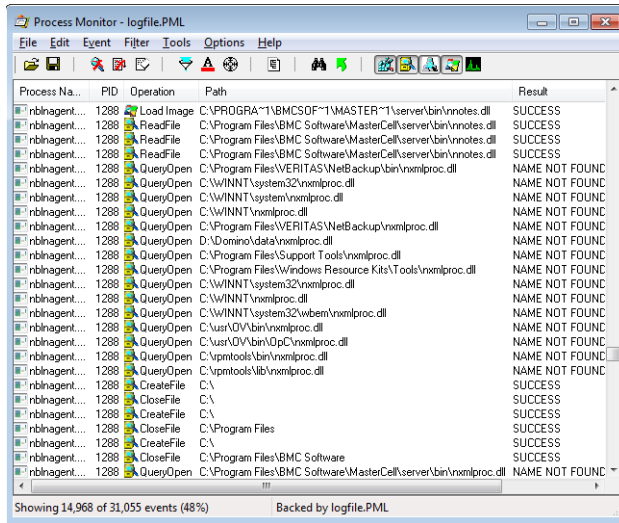 Process Monitor - logfile.PML
File Edit Event Filter Tools Options Help
Process Na... PID Operation Path Result
nblnagent.... 1288 Load Image C:\PROGRA~1\BMCSOF~1\MASTER~1\server\bin\nnotes.dll SUCCESS
nblnagent.... 1288 ReadFile C:\Program Files\BMC Software\MasterCell\server\bin\nnotes.dll SUCCESS
nblnagent.... 1288 ReadFile C:\Program Files\BMC Software\MasterCell\server\bin\nnotes.dll SUCCESS
nblnagent.... 1288 ReadFile C:\Program Files\BMC Software\MasterCell\server\bin\nnotes.dll SUCCESS
nblnagent.... 1288 QueryOpen C:\Program Files\VERITAS\NetBackup\bin\nxmlproc.dll NAME NOT FOUND
nblnagent.... 1288 QueryOpen C:\WINNT\system32\nxmlproc.dll NAME NOT FOUND
nblnagent.... 1288 QueryOpen C:\WINNT\system\nxmlproc.dll NAME NOT FOUND
nblnagent.... 1288 QueryOpen C:\WINNT\nxmlproc.dll NAME NOT FOUND
nblnagent.... 1288 QueryOpen C:\Program Files\VERITAS\NetBackup\nxmlproc.dll NAME NOT FOUND
nblnagent.... 1288 QueryOpen D:\Domino\data\nxmlproc.dll NAME NOT FOUND
nblnagent.... 1288 QueryOpen C:\Program Files\Support Tools\nxmlproc.dll NAME NOT FOUND
nblnagent.... 1288 QueryOpen C:\Program Files\Windows Resource Kits\Tools\nxmlproc.dll NAME NOT FOUND
nblnagent.... 1288 QueryOpen C:\WINNT\system32\nxmlproc.dll NAME NOT FOUND
nblnagent.... 1288 QueryOpen C:\WINNT\nxmlproc.dll NAME NOT FOUND
nblnagent.... 1288 QueryOpen C:\WINNT\system32\wbem\nxmlproc.dll NAME NOT FOUND
nblnagent.... 1288 QueryOpen C:\usr\OV\bin\nxmlproc.dll NAME NOT FOUND
nblnagent.... 1288 QueryOpen C:\usr\OV\bin\OpC\nxmlproc.dll NAME NOT FOUND
nblnagent.... 1288 QueryOpen C:\rpmtools\bin\nxmlproc.dll NAME NOT FOUND
nblnagent.... 1288 QueryOpen C:\rpmtools\lib\nxmlproc.dll NAME NOT FOUND
nblnagent.... 1288 CreateFile C:\ SUCCESS
nblnagent.... 1288 CloseFile C:\ SUCCESS
nblnagent.... 1288 CloseFile C:\Program Files SUCCESS
nblnagent.... 1288 CreateFile C:\ SUCCESS
nblnagent.... 1288 CloseFile C:\Program Files\BMC Software SUCCESS
nblnagent.... 1288 QueryOpen C:\Program Files\BMC Software\MasterCell\server\bin\nxmlproc.dll NAME NOT FOUND
Showing 14,968 of 31,055 events (48%) Backed by logfile.PML